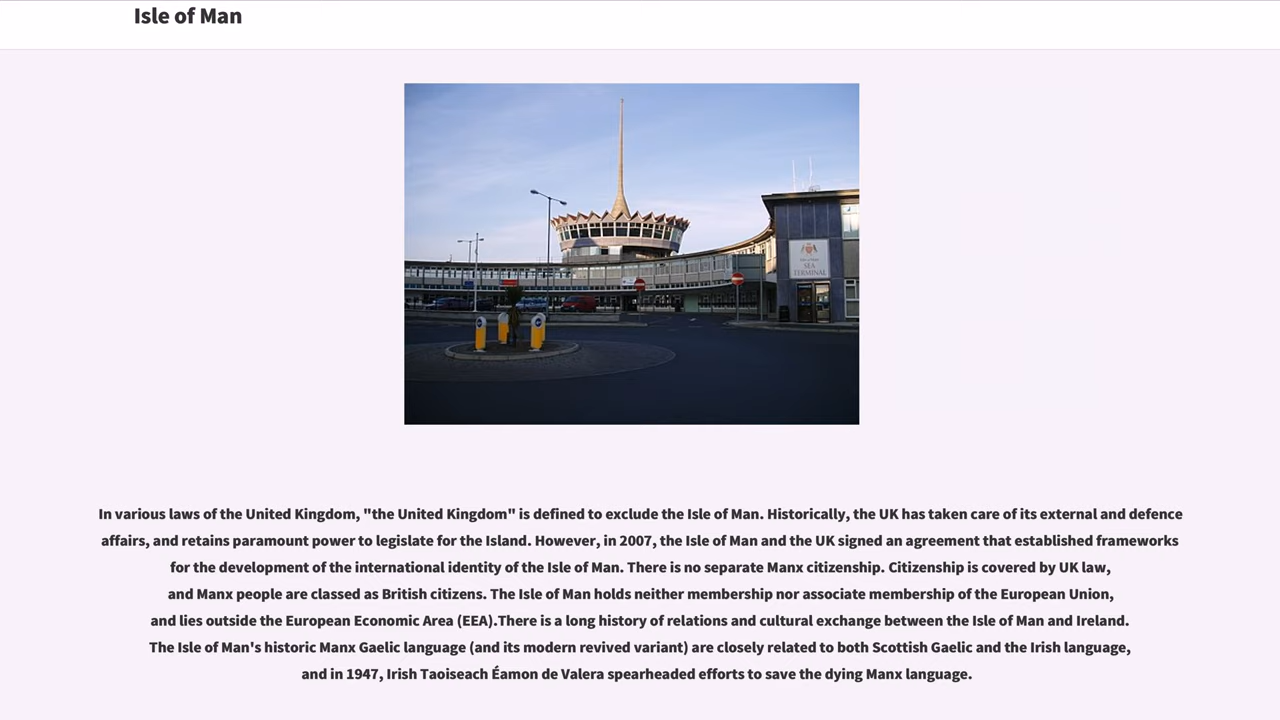 Isle of Man
SEA
TERMINAL
In various laws of the United Kingdom, "the United Kingdom" is defined to exclude the Isle of Man. Historically, the UK has taken care of its external and defence
affairs, and retains paramount power to legislate for the Island. However, in 2007, the Isle of Man and the UK signed an agreement that established frameworks
for the development of the international identity of the Isle of Man. There is no separate Manx citizenship. Citizenship is covered by UK law,
and Manx people are classed as British citizens. The Isle of Man holds neither membership nor associate membership of the European Union,
and lies outside the European Economic Area (EEA).There is a long history of relations and cultural exchange between the Isle of Man and Ireland.
The Isle of Man's historic Manx Gaelic language (and its modern revived variant) are closely related to both Scottish Gaelic and the Irish language,
and in 1947, Irish Taoiseach Éamon de Valera spearheaded efforts to save the dying Manx language.